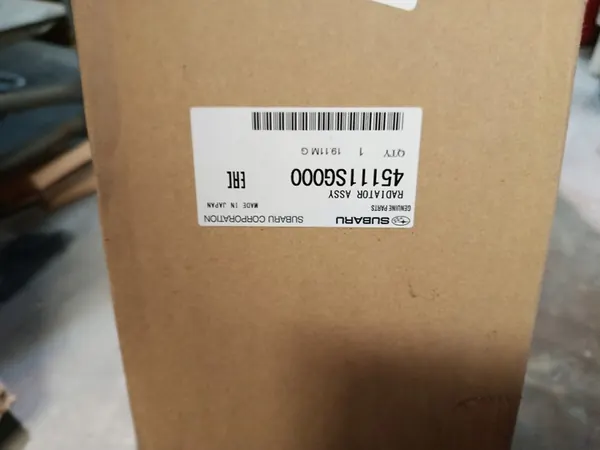 SUBARU SUBARU CORPORATION
GENUINE PARTS MADE IN JAPAN
RADIATOR ASSY
45111SG000 EAC
QTY 1 1911M G